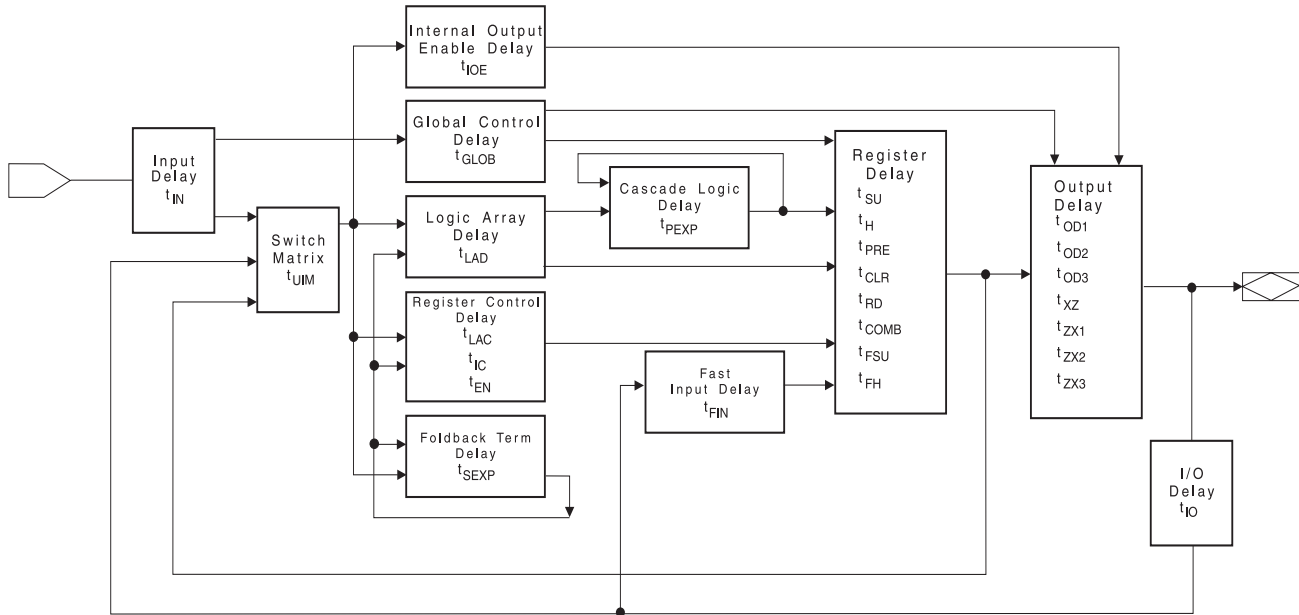 Internal Output
Enable Delay
tIOE
Global Control
Delay
tGLOB
Input
Delay
tIN
Switch
Matrix
tUIM
Logic Array
Delay
tLAD
Cascade Logic
Delay
tPEXP
Register Control
Delay
tLAC
tIC
tEN
Fast
Input Delay
tFIN
Foldback Term
Delay
tSEXP
Register
Delay
tSU
tH
tPRE
tCLR
tRD
tCOMB
tFSU
tFH
Output
Delay
tOD1
tOD2
tOD3
tXZ
tZX1
tZX2
tZX3
I/O
Delay
tIO